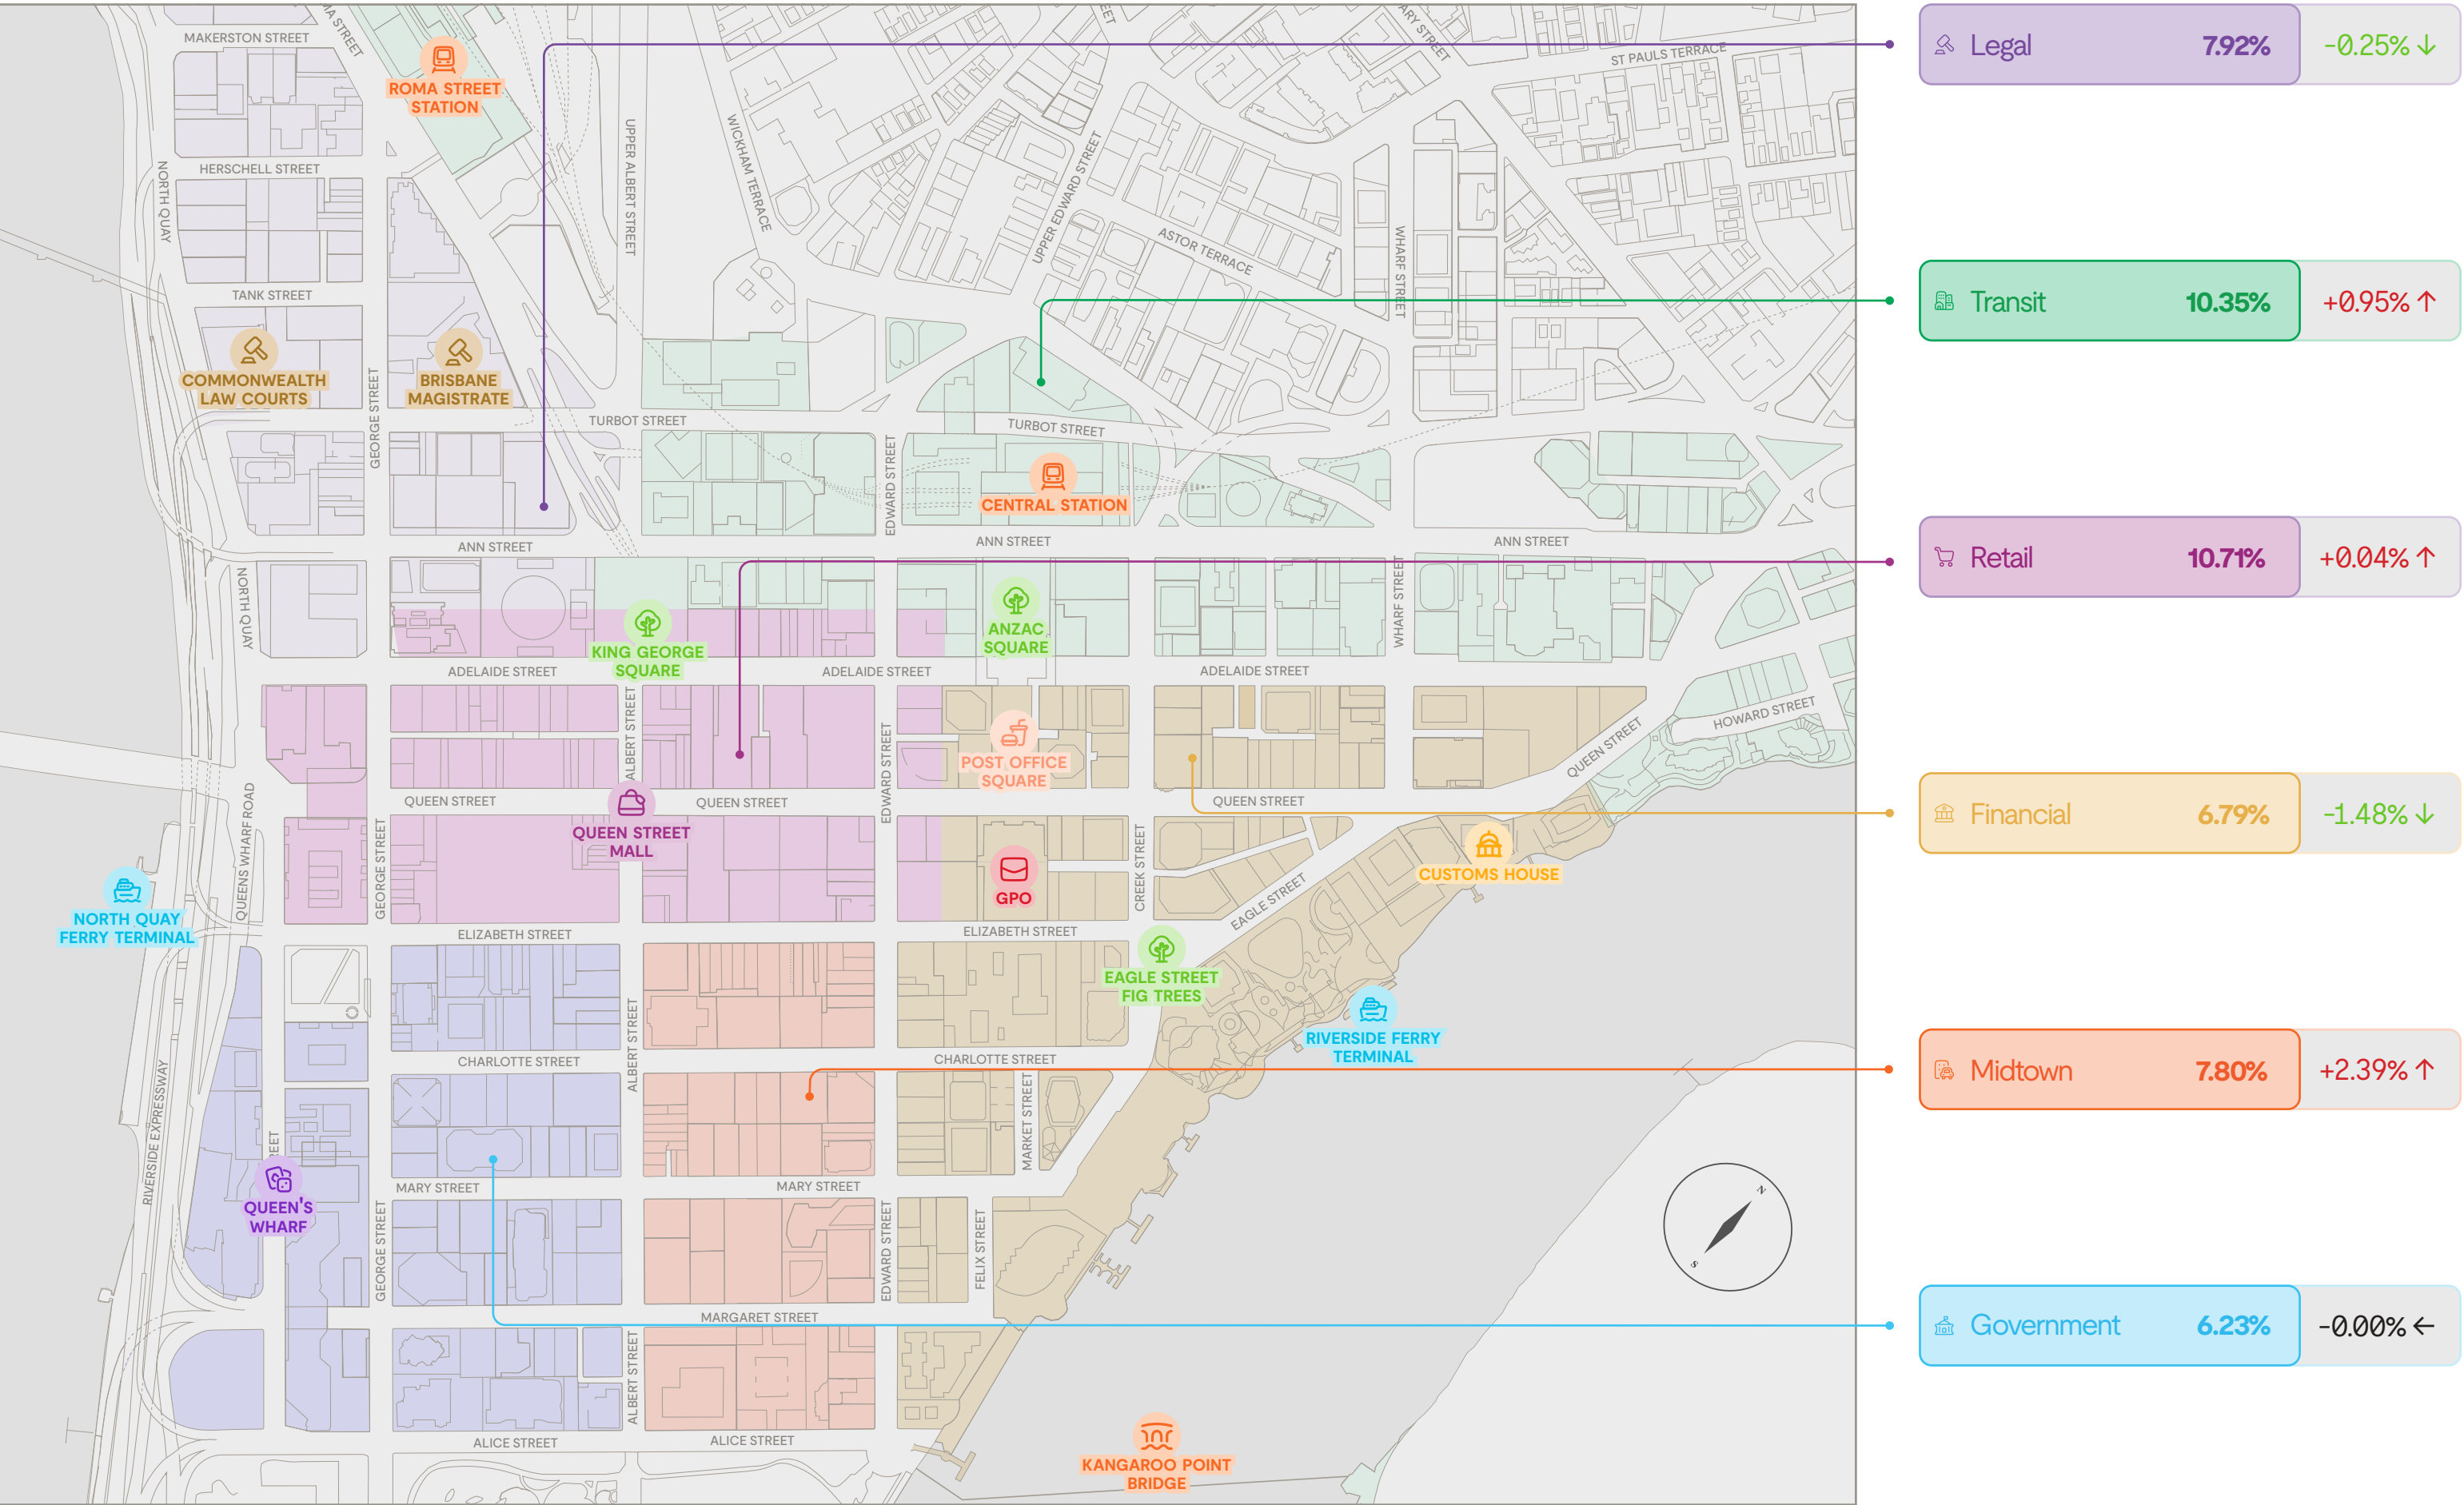 MAKERSTON STREET
MA STREET
ROMA STREET
STATION
HERSCHELL STREET
NORTH QUAY
TANK STREET
COMMONWEALTH
LAW COURTS
BRISBANE
MAGISTRATE
GEORGE STREET
UPPER ALBERT STREET
WICKHAM TERRACE
UPPER EDWARD STREET
ASTOR TERRACE
WHARF STREET
ARY STREET
ST PAULS TERRACE
TURBOT STREET
TURBOT STREET
EDWARD STREET
CENTRAL STATION
ANN STREET
ANN STREET
ANN STREET
NORTH QUAY
KING GEORGE
SQUARE
ANZAC
SQUARE
WHARF STREET
ADELAIDE STREET
ADELAIDE STREET
ADELAIDE STREET
ALBERT STREET
EDWARD STREET
POST OFFICE
SQUARE
HOWARD STREET
QUEEN STREET
QUEEN STREET
QUEEN STREET
QUEEN STREET
QUEEN STREET
MALL
QUEENS WHARF ROAD
GEORGE STREET
GPO
CREEK STREET
EAGLE STREET
CUSTOMS HOUSE
NORTH QUAY
FERRY TERMINAL
ELIZABETH STREET
ELIZABETH STREET
EAGLE STREET
FIG TREES
RIVERSIDE FERRY
TERMINAL
ALBERT STREET
CHARLOTTE STREET
CHARLOTTE STREET
RIVERSIDE EXPRESSWAY
MARKET STREET
REET
QUEEN'S
WHARF
MARY STREET
MARY STREET
GEORGE STREET
EDWARD STREET
FELIX STREET
MARGARET STREET
ALBERT STREET
ALICE STREET
ALICE STREET
KANGAROO POINT
BRIDGE
N
S
Legal 7.92% -0.25% ↓
Transit 10.35% +0.95% ↑
Retail 10.71% +0.04% ↑
Financial 6.79% -1.48% ↓
Midtown 7.80% +2.39% ↑
Government 6.23% -0.00% ←